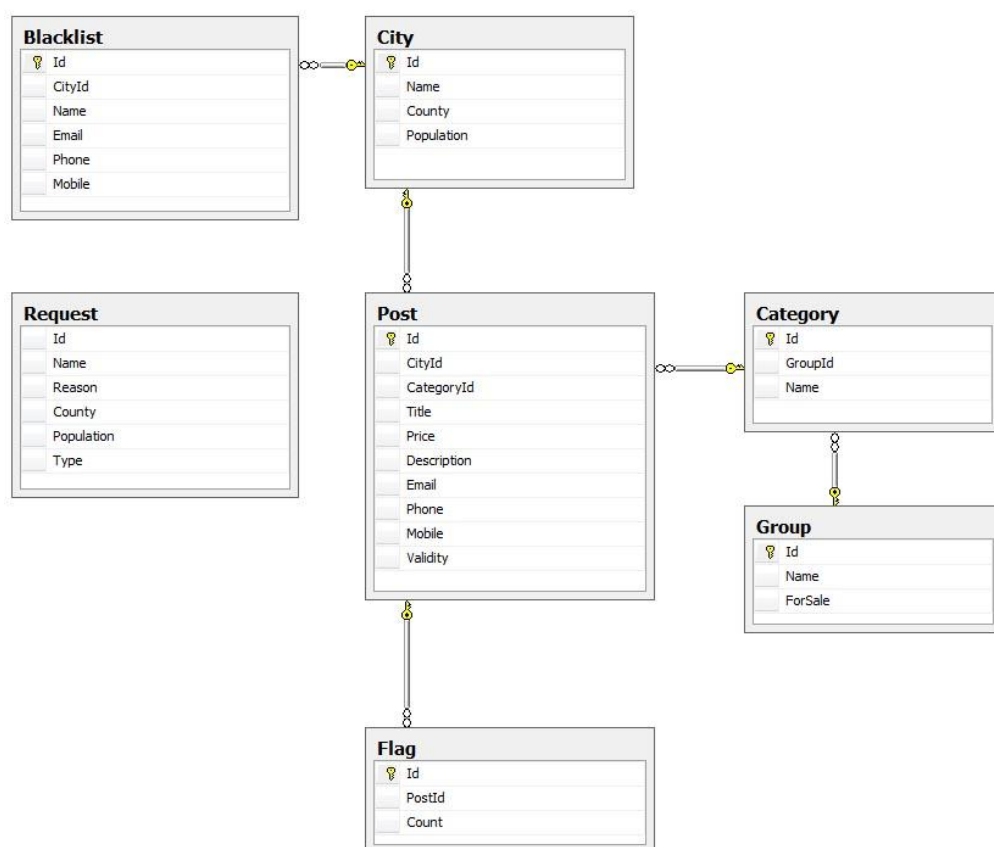 Blacklist
Id
CityId
Name
Email
Phone
Mobile
City
Id
Name
County
Population
Request
Id
Name
Reason
County
Population
Type
Post
Id
CityId
CategoryId
Title
Price
Description
Email
Phone
Mobile
Validity
Category
Id
GroupId
Name
Group
Id
Name
ForSale
Flag
Id
PostId
Count